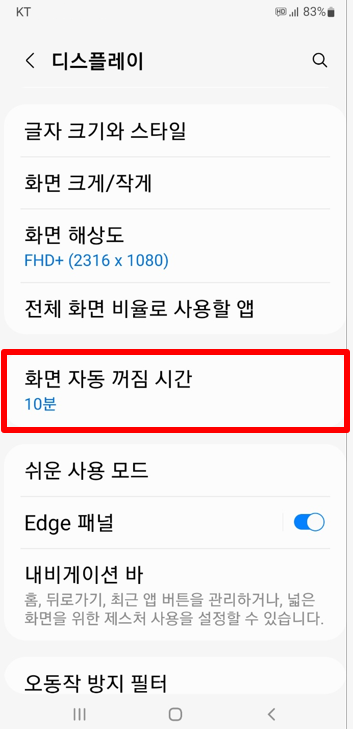 KT
HD 83%
디스플레이
글자 크기와 스타일
화면 크게/작게
화면 해상도
FHD+ (2316 x 1080)
전체 화면 비율로 사용할 앱
화면 자동 꺼짐 시간
10분
쉬운 사용 모드
Edge 패널
내비게이션 바
홈, 뒤로가기, 최근 앱 버튼을 관리하거나, 넓은
화면을 위한 제스처 사용을 설정할 수 있습니다.
오동작 방지 필터